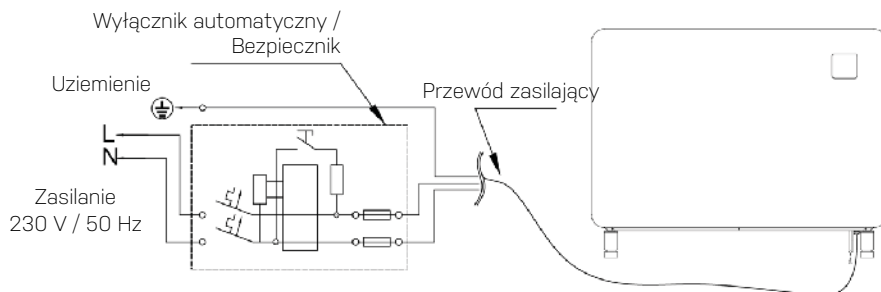 Wyłącznik automatyczny /
Bezpiecznik
Przewód zasilający
Uziemienie
L
N
Zasilanie
230 V / 50 Hz